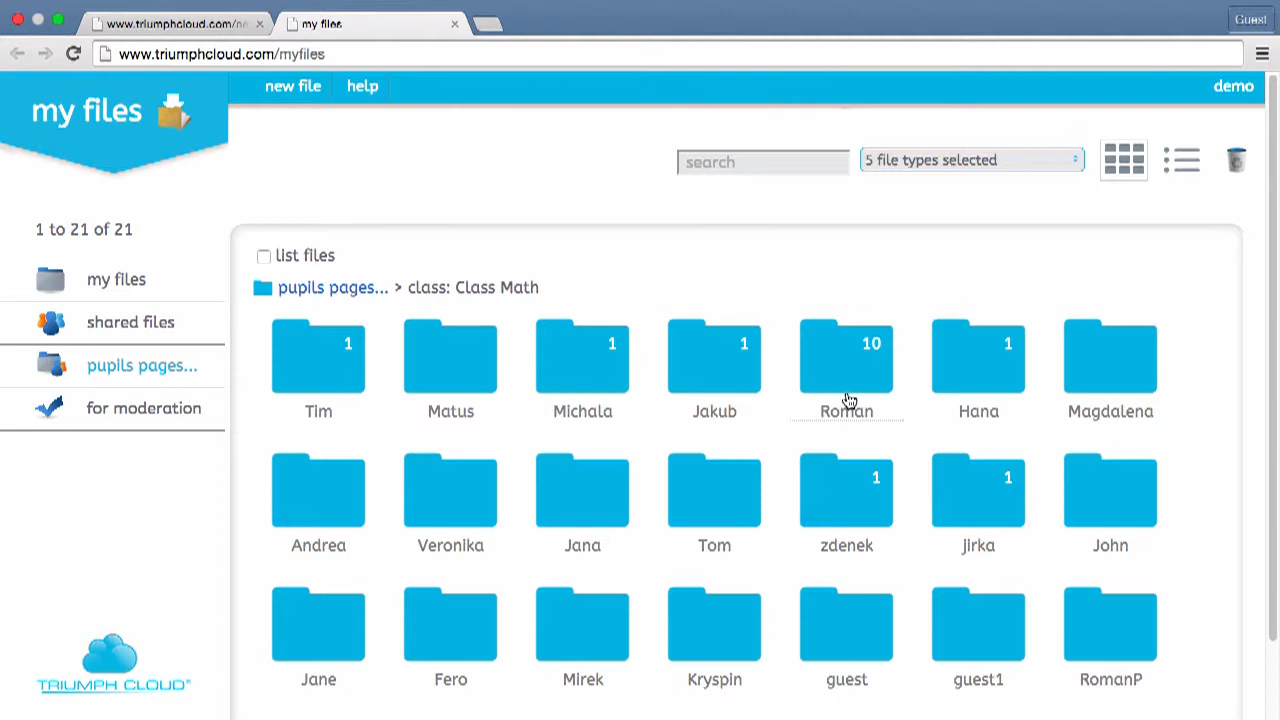 www.triumphcloud.com/ne
my files
Guest
www.triumphcloud.com/myfiles
my files
new file
help
demo
search
5 file types selected
1 to 21 of 21
my files
shared files
pupils pages...
for moderation
list files
pupils pages... > class: Class Math
1 1 1 10 1
Tim Matus Michala Jakub Roman Hana Magdalena
1 1
Andrea Veronika Jana Tom zdenek jirka John
Jane Fero Mirek Kryspin guest guest1 RomanP
TRIUMPH CLOUD®